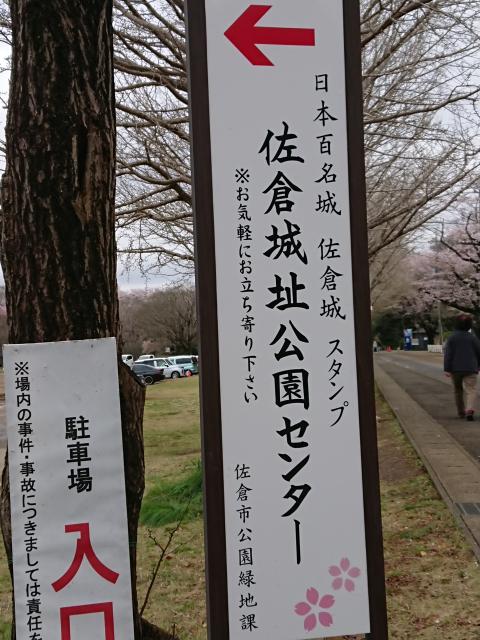 日本百名城 佐倉城 スタンプ
佐倉城址公園センター
※お気軽にお立ち寄り下さい
佐倉市公園緑地課
駐車場
入口
※場内の事件・事故につきましては責任を